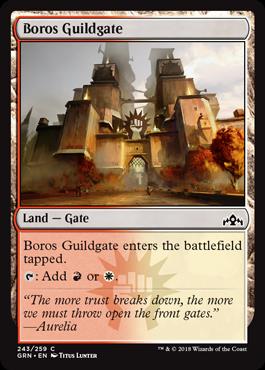 Boros Guildgate
Land — Gate
Boros Guildgate enters the battlefield
tapped.
: Add or
“The more trust breaks down, the more
we must throw open the front gates.”
—Aurelia
243/259 C
GRN • EN Titus Lunter
™ & © 2018 Wizards of the Coast